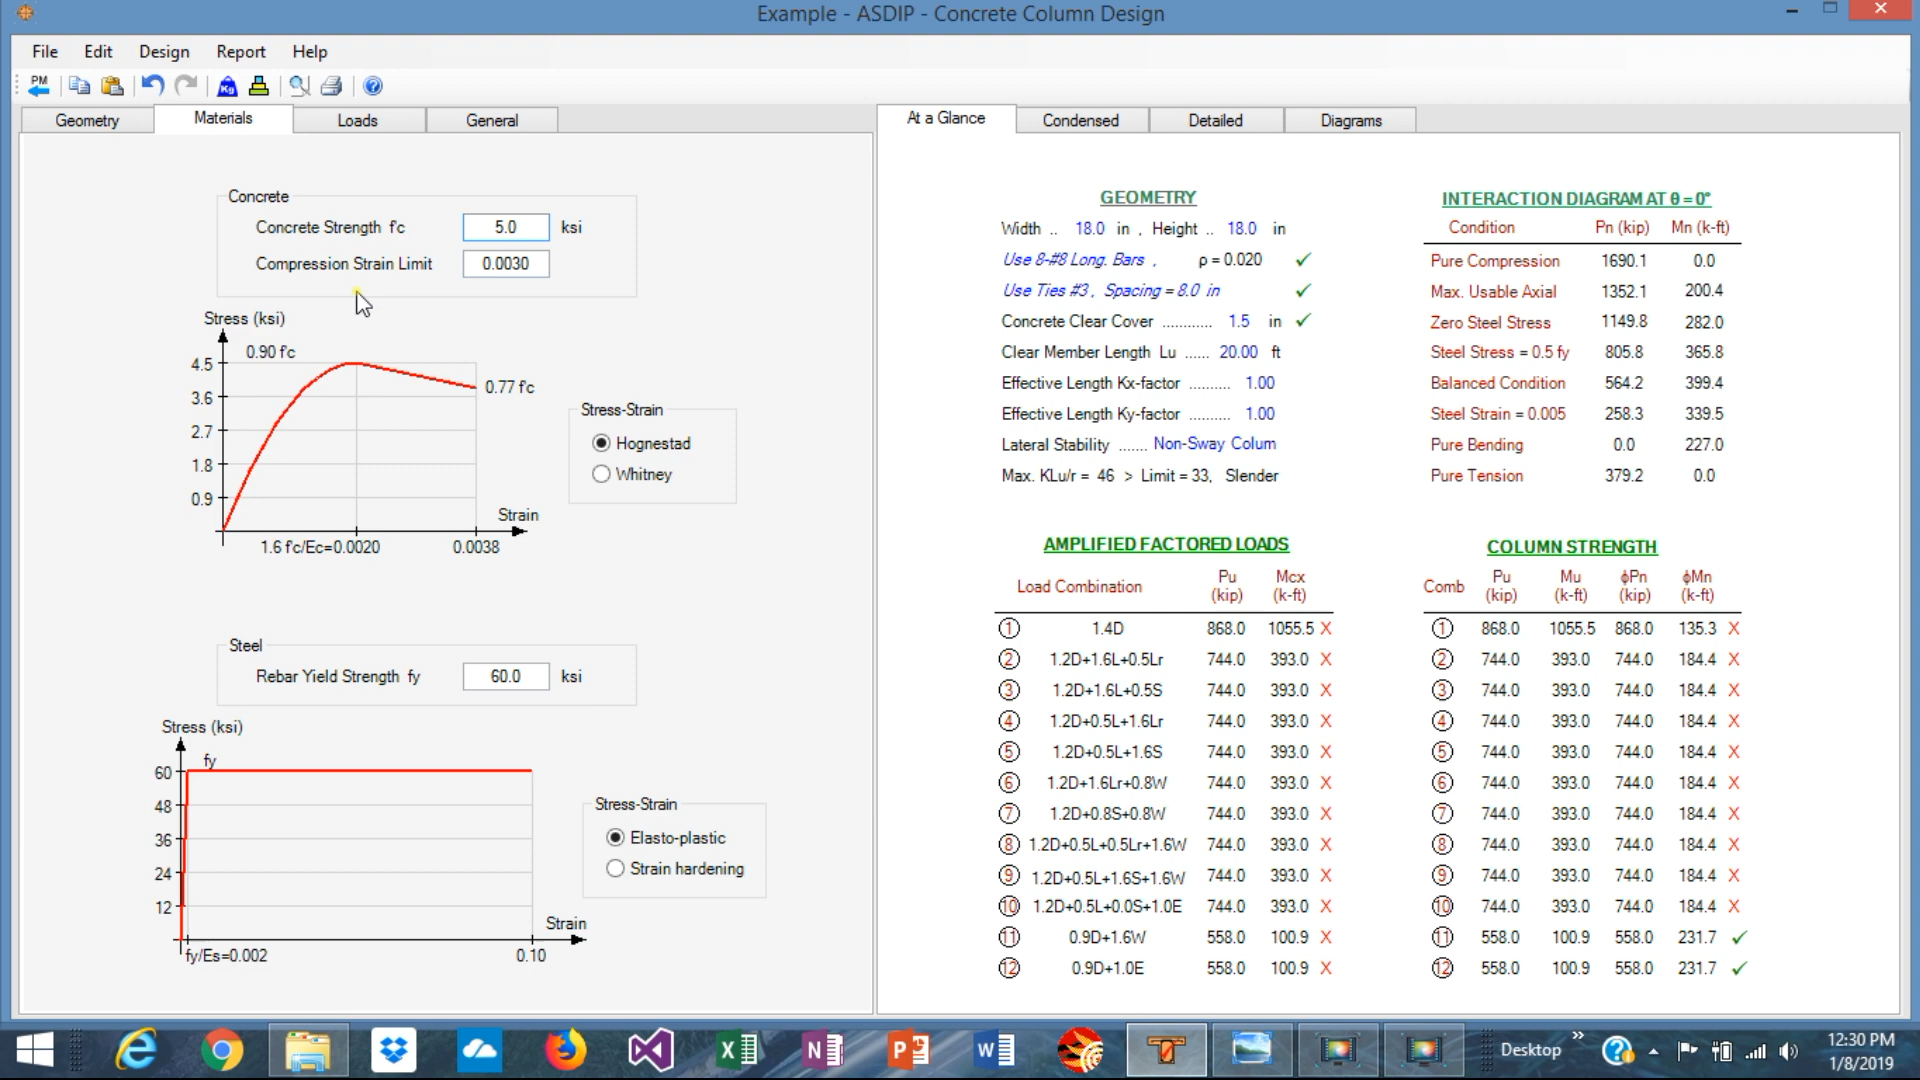 Example - ASDIP - Concrete Column Design
File Edit Design Report Help
PM Kg
Geometry Materials Loads General
At a Glance Condensed Detailed Diagrams
Concrete
Concrete Strength f'c 5.0 ksi
Compression Strain Limit 0.0030
Stress (ksi)
0.90 f'c
4.5
0.77 f'c
3.6
2.7
1.8
0.9
Strain
1.6 f'c/Ec=0.0020 0.0038
Stress-Strain
Hognestad
Whitney
Steel
Rebar Yield Strength fy 60.0 ksi
Stress (ksi)
fy
60
48
36
24
12
Strain
fy/Es=0.002 0.10
Stress-Strain
Elasto-plastic
Strain hardening
GEOMETRY
Width .. 18.0 in , Height .. 18.0 in
Use 8-#8 Long. Bars , ρ = 0.020 ✓
Use Ties #3 , Spacing = 8.0 in ✓
Concrete Clear Cover ........... 1.5 in ✓
Clear Member Length Lu ...... 20.00 ft
Effective Length Kx-factor ......... 1.00
Effective Length Ky-factor .......... 1.00
Lateral Stability ....... Non-Sway Colum
Max. KLu/r = 46 > Limit = 33, Slender
INTERACTION DIAGRAM AT θ = 0°
Condition Pn (kip) Mn (k-ft)
Pure Compression 1690.1 0.0
Max. Usable Axial 1352.1 200.4
Zero Steel Stress 1149.8 282.0
Steel Stress = 0.5 fy 805.8 365.8
Balanced Condition 564.2 399.4
Steel Strain = 0.005 258.3 339.5
Pure Bending 0.0 227.0
Pure Tension 379.2 0.0
AMPLIFIED FACTORED LOADS
Load Combination Pu (kip) Mcx (k-ft)
1 1.4D 868.0 1055.5 X
2 1.2D+1.6L+0.5Lr 744.0 393.0 X
3 1.2D+1.6L+0.5S 744.0 393.0 X
4 1.2D+0.5L+1.6Lr 744.0 393.0 X
5 1.2D+0.5L+1.6S 744.0 393.0 X
6 1.2D+1.6Lr+0.8W 744.0 393.0 X
7 1.2D+0.8S+0.8W 744.0 393.0 X
8 1.2D+0.5L+0.5Lr+1.6W 744.0 393.0 X
9 1.2D+0.5L+1.6S+1.6W 744.0 393.0 X
10 1.2D+0.5L+0.0S+1.0E 744.0 393.0 X
11 0.9D+1.6W 558.0 100.9 X
12 0.9D+1.0E 558.0 100.9 X
COLUMN STRENGTH
Comb Pu (kip) Mu (k-ft) ϕPn (kip) ϕMn (k-ft)
1 868.0 1055.5 868.0 135.3 X
2 744.0 393.0 744.0 184.4 X
3 744.0 393.0 744.0 184.4 X
4 744.0 393.0 744.0 184.4 X
5 744.0 393.0 744.0 184.4 X
6 744.0 393.0 744.0 184.4 X
7 744.0 393.0 744.0 184.4 X
8 744.0 393.0 744.0 184.4 X
9 744.0 393.0 744.0 184.4 X
10 744.0 393.0 744.0 184.4 X
11 558.0 100.9 558.0 231.7 ✓
12 558.0 100.9 558.0 231.7 ✓
Desktop
12:30 PM
1/8/2019